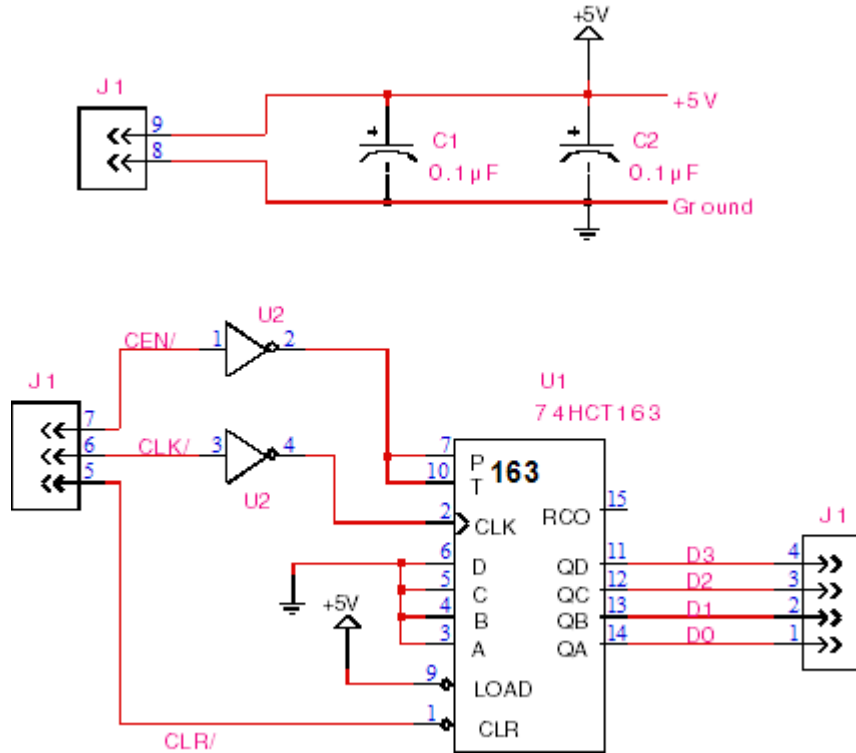 +5V
J1
9
8
+
C1
0.1µF
+
C2
0.1µF
+5V
Ground
U2
CEN/
1
2
J1
7
6
5
CLK/
3
4
U2
U1
74HCT163
7
10
P
T
163
2
CLK
RCO
15
J1
6
D
QD
11
D3
4
5
C
QC
12
D2
3
4
B
QB
13
D1
2
3
A
QA
14
D0
1
+5V
9
LOAD
1
CLR
CLR/